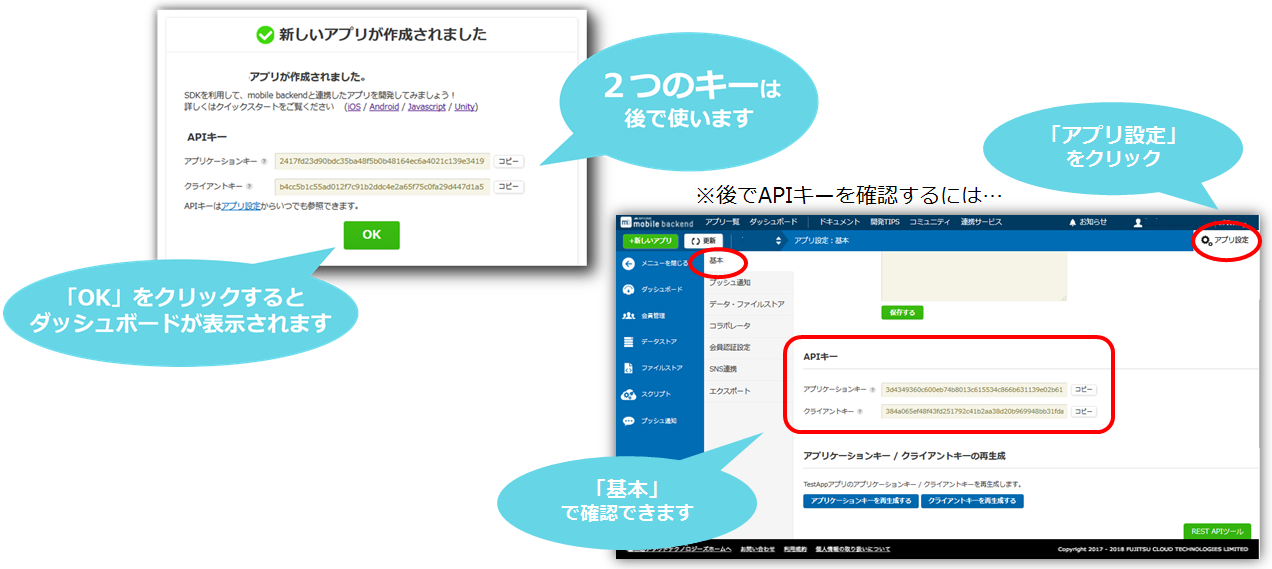 新しいアプリが作成されました
アプリが作成されました。
SDKを利用して、mobile backendと連携したアプリを開発してみましょう！
詳しくはクイックスタートをご覧ください （iOS / Android / Javascript / Unity）
APIキー
アプリケーションキー ? 2417fd23d90bdc35ba48f5b0b48164ec6a4021c139e3419 コピー
クライアントキー ? b4cc5b1c55ad012f7c91b2ddc4e2a65f75c0fa29d447d1a5 コピー
APIキーはアプリ設定からいつでも参照できます。
OK
２つのキーは
後で使います
「OK」をクリックすると
ダッシュボードが表示されます
「アプリ設定」
をクリック
※後でAPIキーを確認するには…
mobile backend アプリ一覧 ダッシュボード ドキュメント 開発TIPS コミュニティ 連携サービス お知らせ
+新しいアプリ 更新 アプリ設定：基本 アプリ設定
メニューを閉じる
ダッシュボード
会員管理
データストア
ファイルストア
スクリプト
プッシュ通知
基本
プッシュ通知
データ・ファイルストア
コラボレータ
会員認証設定
SNS連携
エクスポート
保存する
APIキー
アプリケーションキー ? 3d4349360c600eb74b8013c615534c866b631139e02b61 コピー
クライアントキー ? 384a065ef48f43fd251792c41b2aa38d20b969948bb31fda コピー
アプリケーションキー / クライアントキーの再生成
TestAppアプリのアプリケーションキー / クライアントキーを再生成します。
アプリケーションキーを再生成する クライアントキーを再生成する
REST APIツール
「基本」
で確認できます
クラウドテクノロジーズホームへ お問い合わせ 利用規約 個人情報の取り扱いについて
Copyright 2017 - 2018 FUJITSU CLOUD TECHNOLOGIES LIMITED